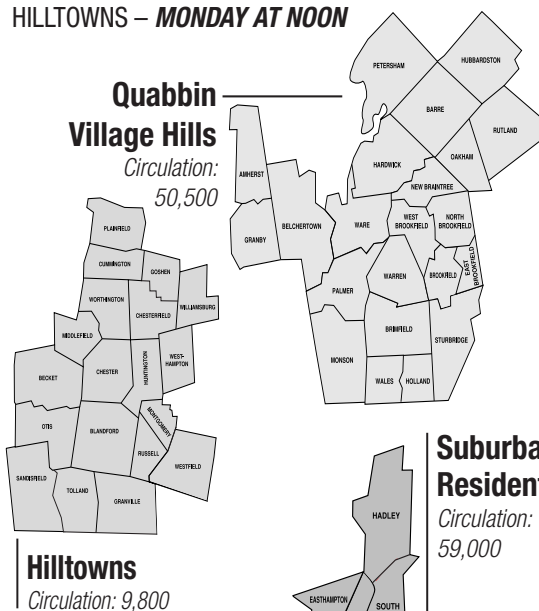 HILLTOWNS – MONDAY AT NOON
Quabbin
Village Hills
Circulation:
50,500
PETERSHAM
HUBBARDSTON
BARRE
RUTLAND
HARDWICK
OAKHAM
NEW BRAINTREE
AMHERST
GRANBY
BELCHERTOWN
WARE
WEST
BROOKFIELD
NORTH
BROOKFIELD
EAST
BROOKFIELD
BROOKFIELD
WARREN
PALMER
BRIMFIELD
STURBRIDGE
MONSON
WALES
HOLLAND
PLAINFIELD
CUMMINGTON
GOSHEN
WORTHINGTON
CHESTERFIELD
WILLIAMSBURG
MIDDLEFIELD
WEST-
HAMPTON
HUNTINGTON
CHESTER
BECKET
MONTGOMERY
OTIS
BLANDFORD
RUSSELL
WESTFIELD
SANDISFIELD
TOLLAND
GRANVILLE
Hilltowns
Circulation: 9,800
Suburba
Resident
Circulation:
59,000
HADLEY
EASTHAMPTON
SOUTH